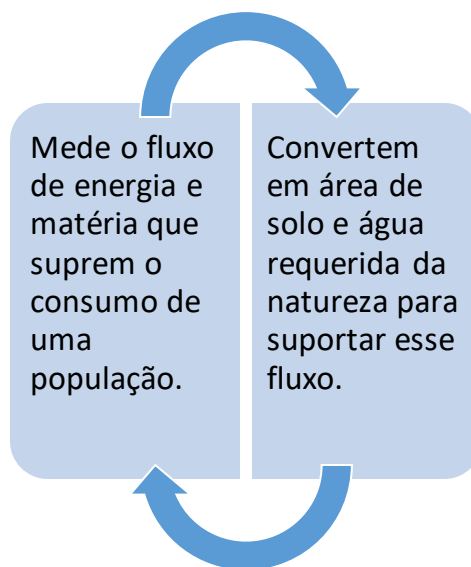 Mede o fluxo
de energia e
matéria que
suprem o
consumo de
uma
população.
Convertem
em área de
solo e água
requerida da
natureza para
suportar esse
fluxo.